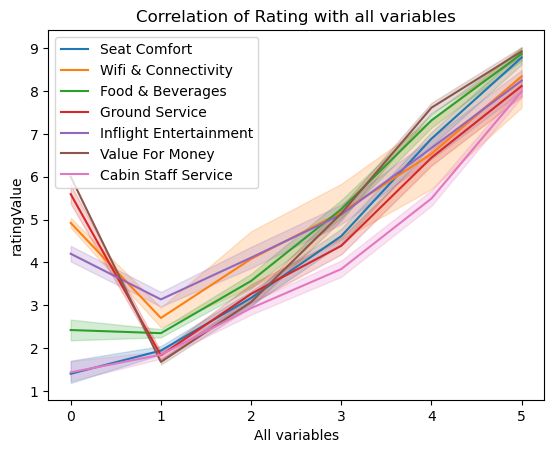 Correlation of Rating with all variables
ratingValue
9
8
7
6
5
4
3
2
1
Seat Comfort
Wifi & Connectivity
Food & Beverages
Ground Service
Inflight Entertainment
Value For Money
Cabin Staff Service
0 1 2 3 4 5
All variables